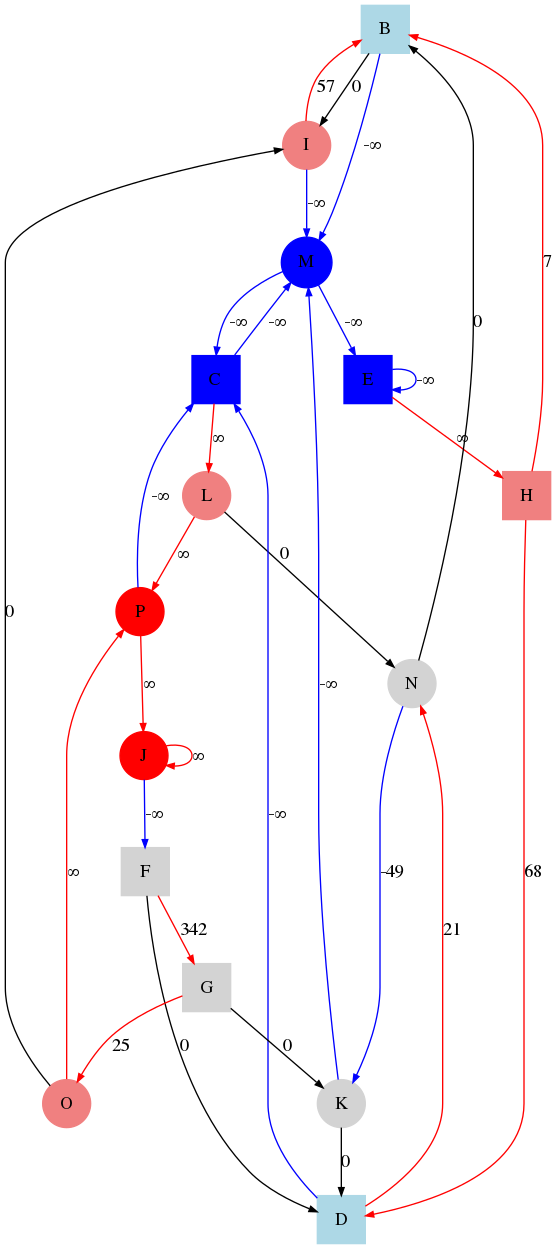 B
57 0
I -∞
-∞
M
7
-∞ -∞ -∞ 0
C E -∞
∞ ∞
L H
-∞ ∞ 0
0 P
∞ -∞ N
J ∞
-∞ -∞
∞ F -49 21 68
342
G
25 0 0
O K
0
D